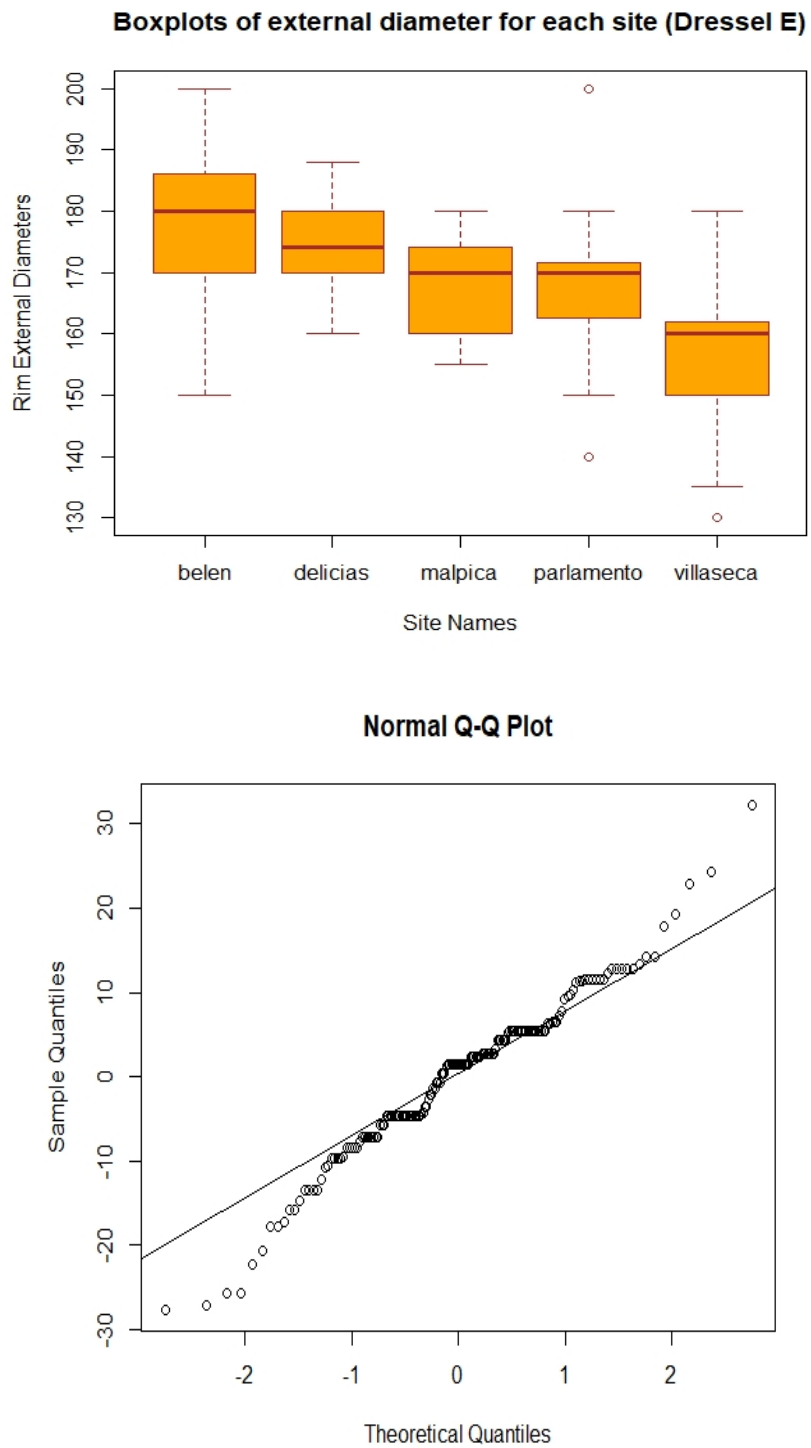 Boxplots of external diameter for each site (Dressel E)
Rim External Diameters
200
190
180
170
160
150
140
130
belen delicias malpica parlamento villaseca
Site Names
Normal Q-Q Plot
Sample Quantiles
30
20
10
0
-10
-20
-30
-2 -1 0 1 2
Theoretical Quantiles